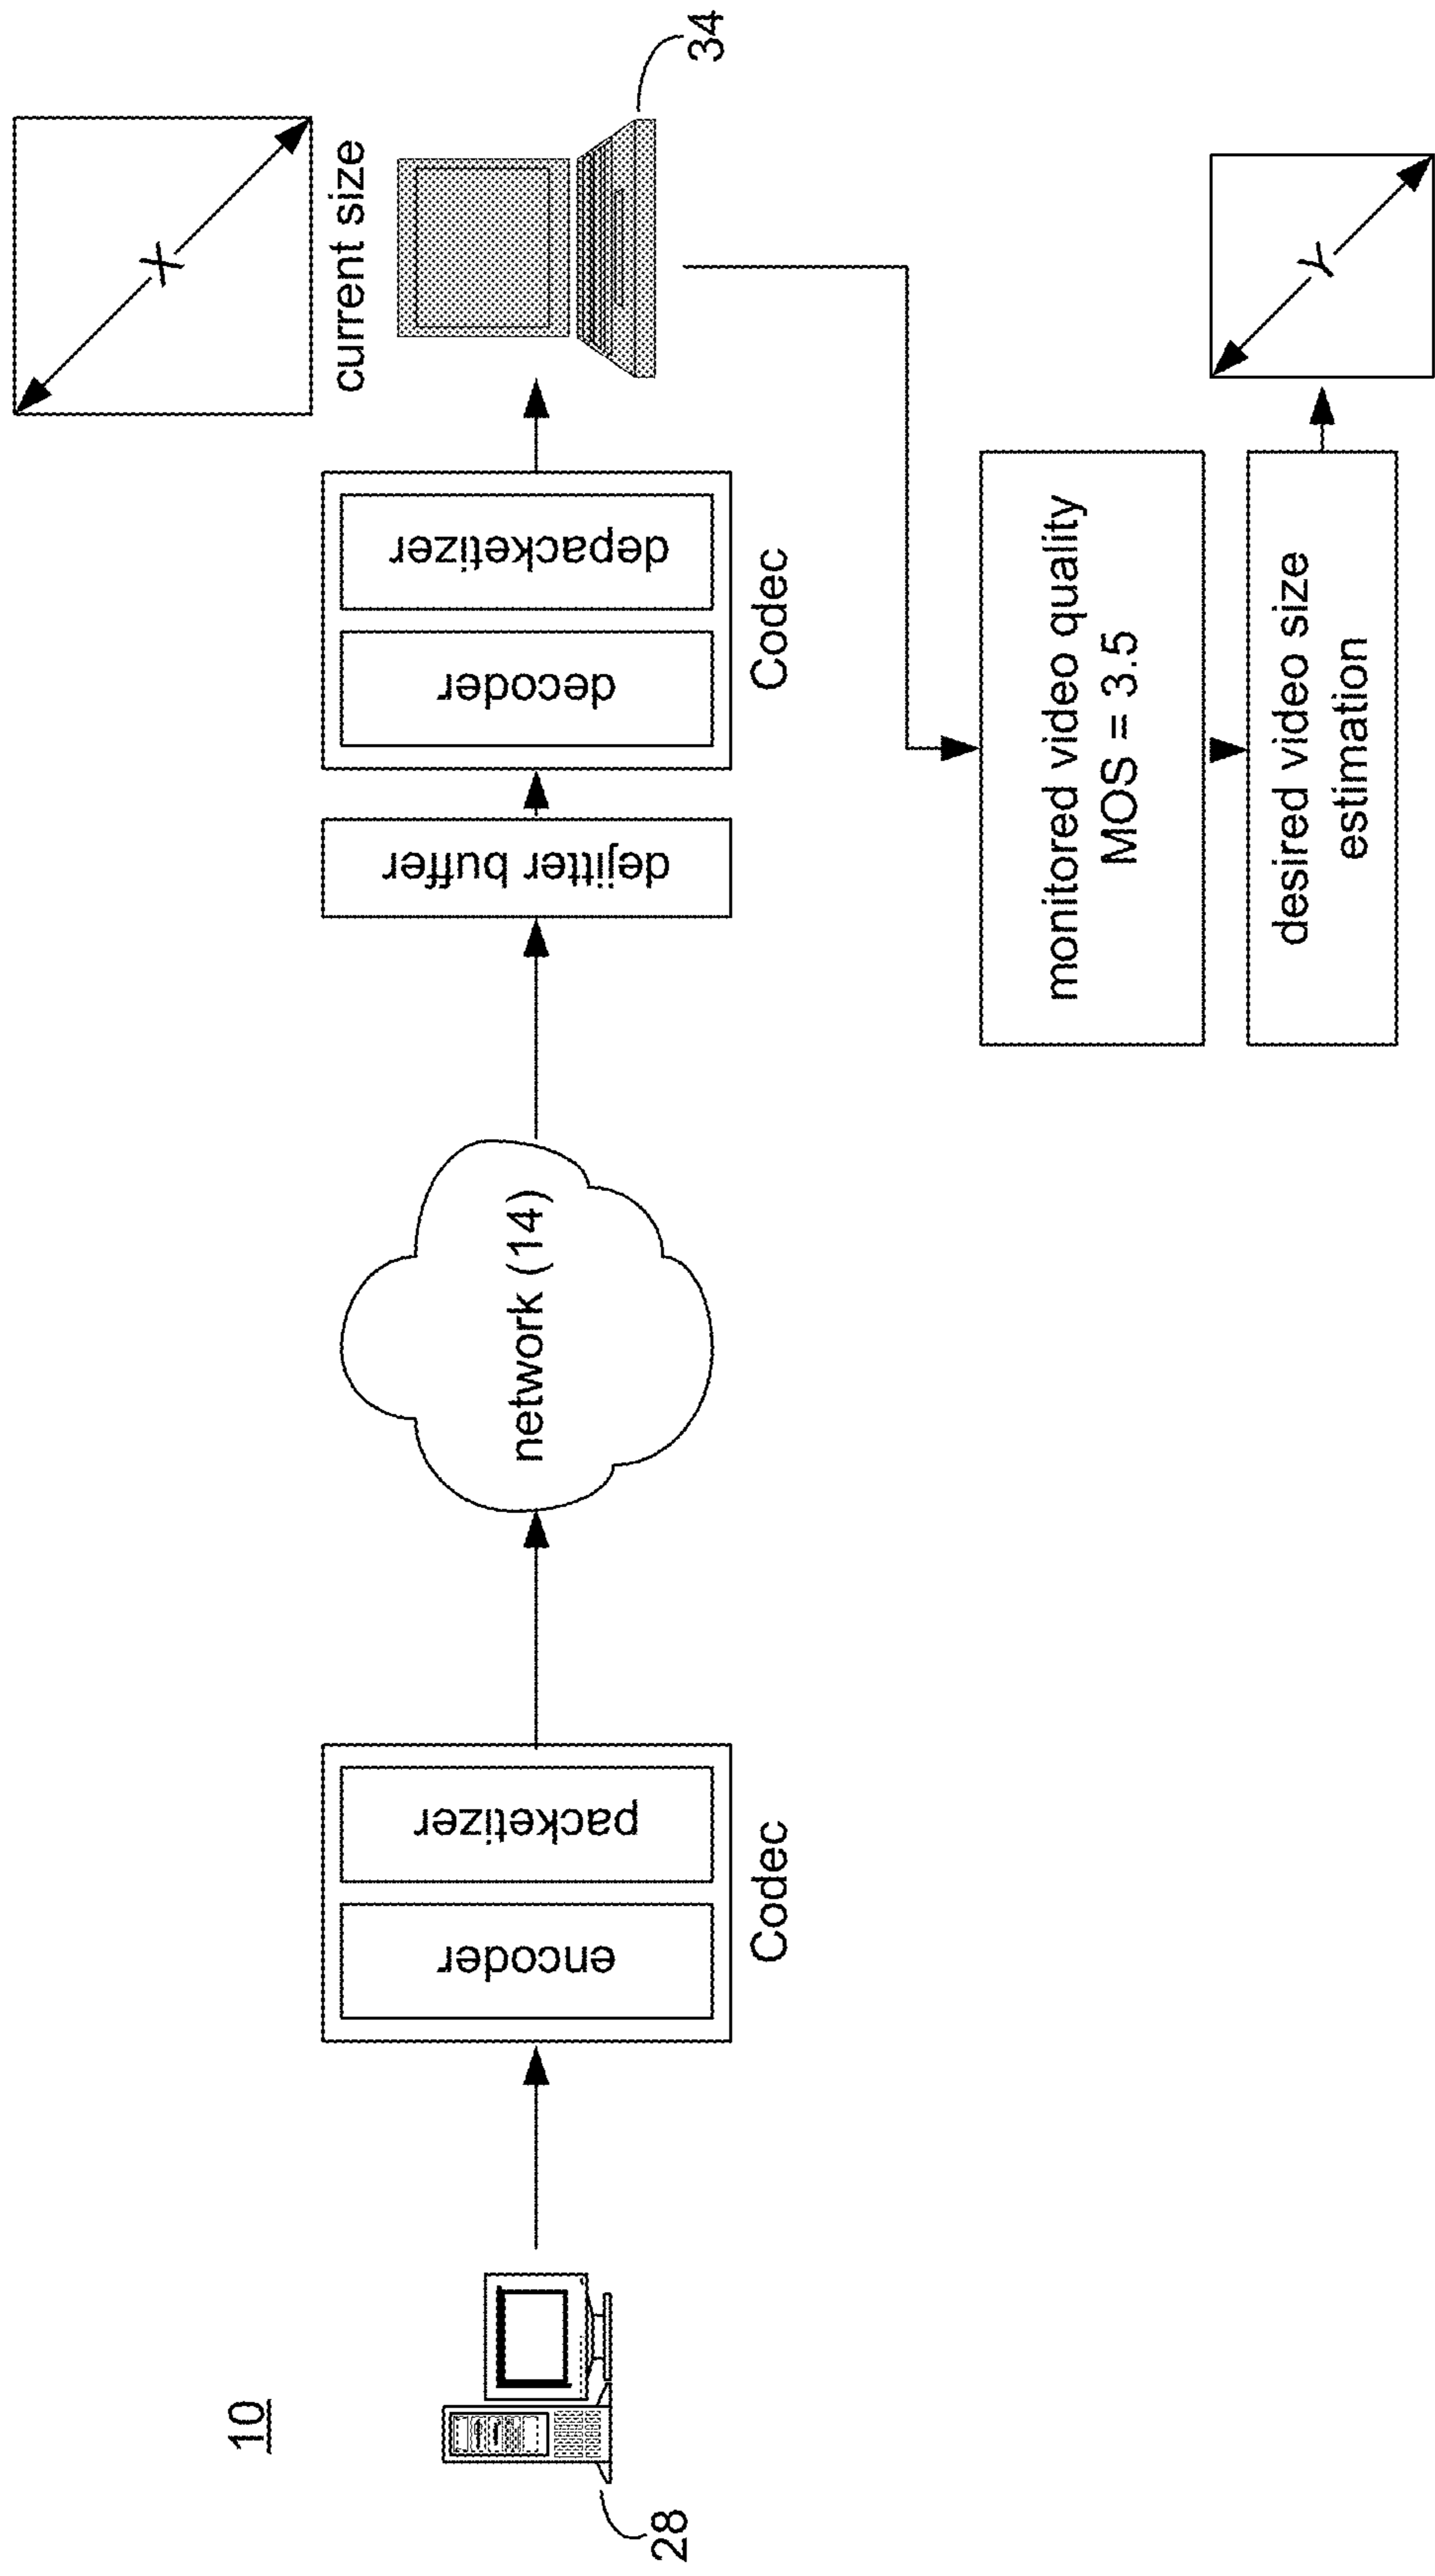 10
28
encoder
packetizer
Codec
network (14)
dejitter buffer
decoder
depacketizer
Codec
X
current size
34
monitored video quality
MOS = 3.5
desired video size
estimation
Y